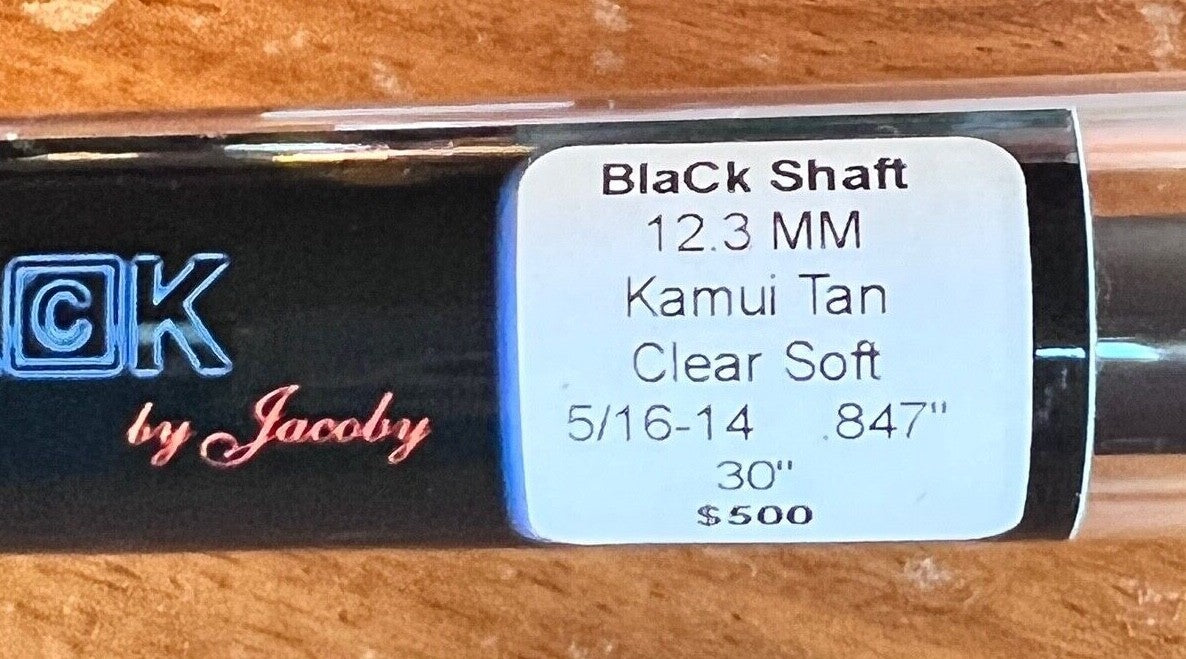 CK
by Jacoby
BlaCk Shaft
12.3 MM
Kamui Tan
Clear Soft
5/16-14 .847"
30"
$500